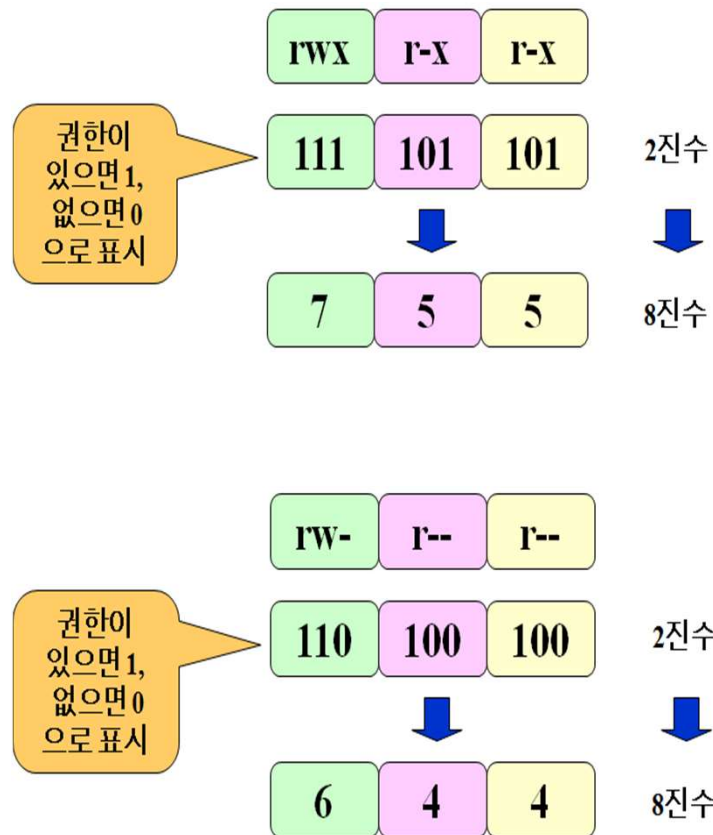 rwx r-x r-x
권한이
있으면 1,
없으면 0
으로 표시
111 101 101 2진수
7 5 5 8진수
rw- r-- r--
권한이
있으면 1,
없으면 0
으로 표시
110 100 100 2진수
6 4 4 8진수